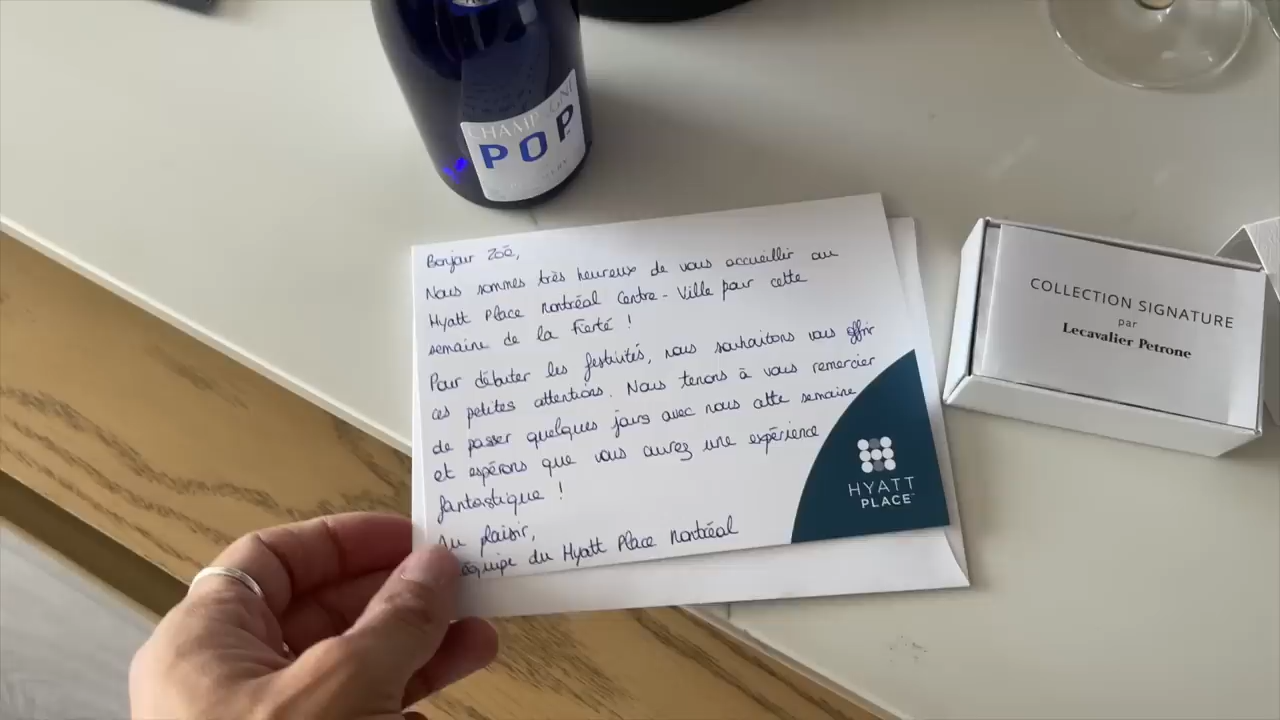 CHAMPAGNE
POP
Bonjour Zoé,
Nous sommes très heureux de vous accueillir au
Hyatt Place Montréal Centre-Ville pour cette
semaine de la Fierté !
Pour débuter les festivités, nous souhaitons vous offrir
ces petites attentions. Nous tenons à vous remercier
de passer quelques jours avec nous cette semaine
et espérons que vous aurez une expérience
fantastique !
Au plaisir,
équipe du Hyatt Place Montréal
HYATT
PLACE
COLLECTION SIGNATURE
par
Lecavalier Petrone